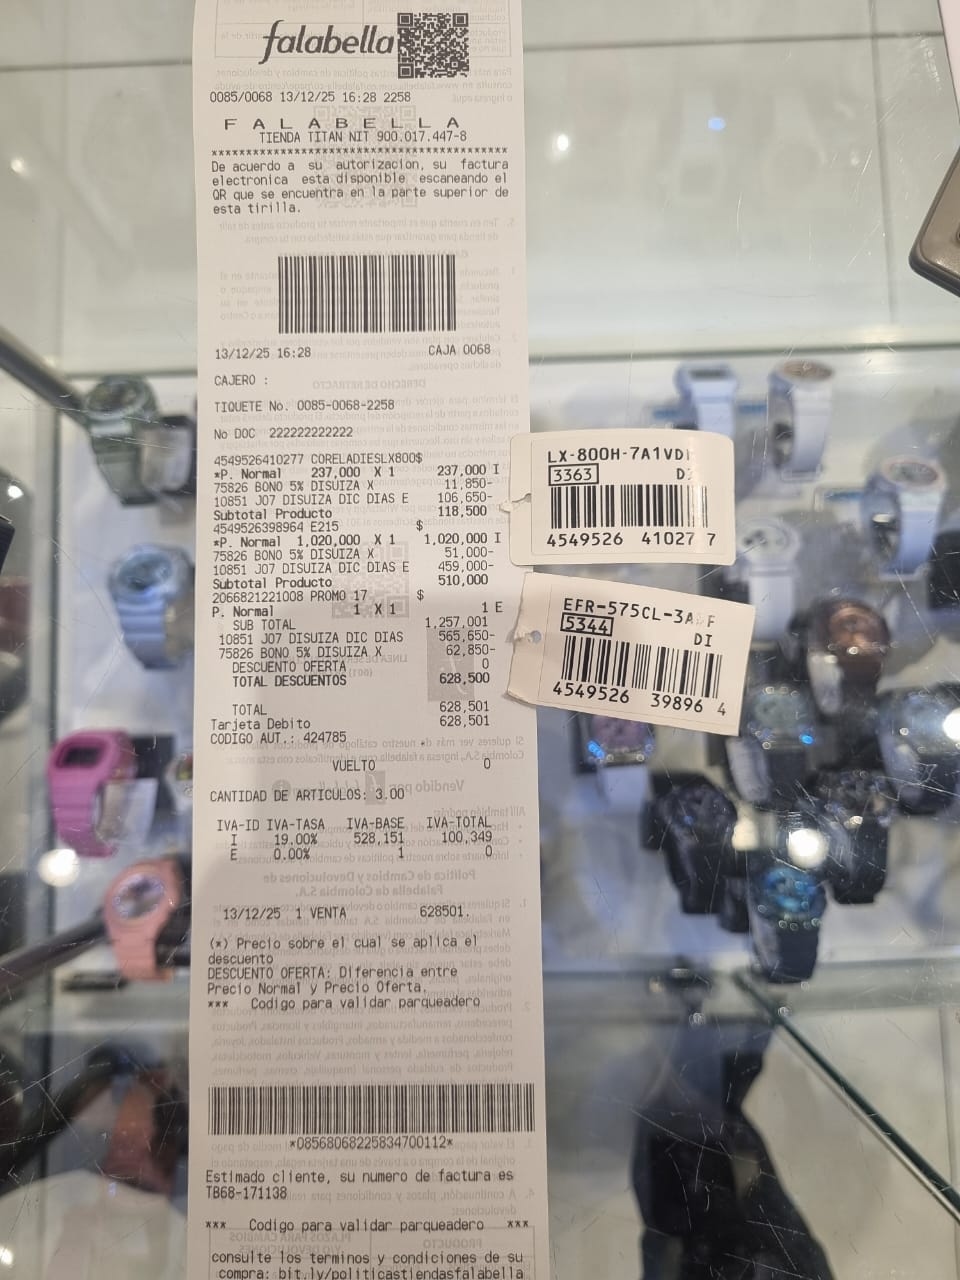 falabella
0085/0068 13/12/25 16:28 2258
F A L A B E L L A
TIENDA TITAN NIT 900.017.447-8
***********************************************
De acuerdo a su autorizacion, su factura
electronica esta disponible escaneando el
QR que se encuentra en la parte superior de
esta tirilla.
13/12/25 16:28 CAJA 0068
CAJERO :
TIQUETE No. 0085-0068-2258
No DOC 222222222222
4549526410277 CORELADIESLX800$
*P. Normal 237,000 X 1 237,000 I
75826 BONO 5% DISUIZA X 11,850-
10851 J07 DISUIZA DIC DIAS E 106,650-
Subtotal Producto 118,500
4549526398964 E215 $
*P. Normal 1,020,000 X 1 1,020,000 I
75826 BONO 5% DISUIZA X 51,000-
10851 J07 DISUIZA DIC DIAS E 459,000-
Subtotal Producto 510,000
2066821221008 PROMO 17 $
P. Normal 1 X 1 1 E
SUB TOTAL 1,257,001
10851 J07 DISUIZA DIC DIAS 565,650-
75826 BONO 5% DISUIZA X 62,850-
DESCUENTO OFERTA 0
TOTAL DESCUENTOS 628,500
TOTAL 628,501
Tarjeta Debito 628,501
CODIGO AUT.: 424785
VUELTO 0
CANTIDAD DE ARTICULOS: 3.00
IVA-ID IVA-TASA IVA-BASE IVA-TOTAL
I 19.00% 528,151 100,349
E 0.00% 1 0
13/12/25 1 VENTA 628501.
(*) Precio sobre el cual se aplica el
descuento
DESCUENTO OFERTA: Diferencia entre
Precio Normal y Precio Oferta.
*** Codigo para validar parqueadero
*08568068225834700112*
Estimado cliente, su numero de factura es
TB68-171138
*** Codigo para validar parqueadero ***
consulte los terminos y condiciones de su
compra: bit.ly/politicastiendasfalabella
LX-800H-7A1VD
3363
4549526 41027 7
EFR-575CL-3A F
5344 DI
4549526 39896 4